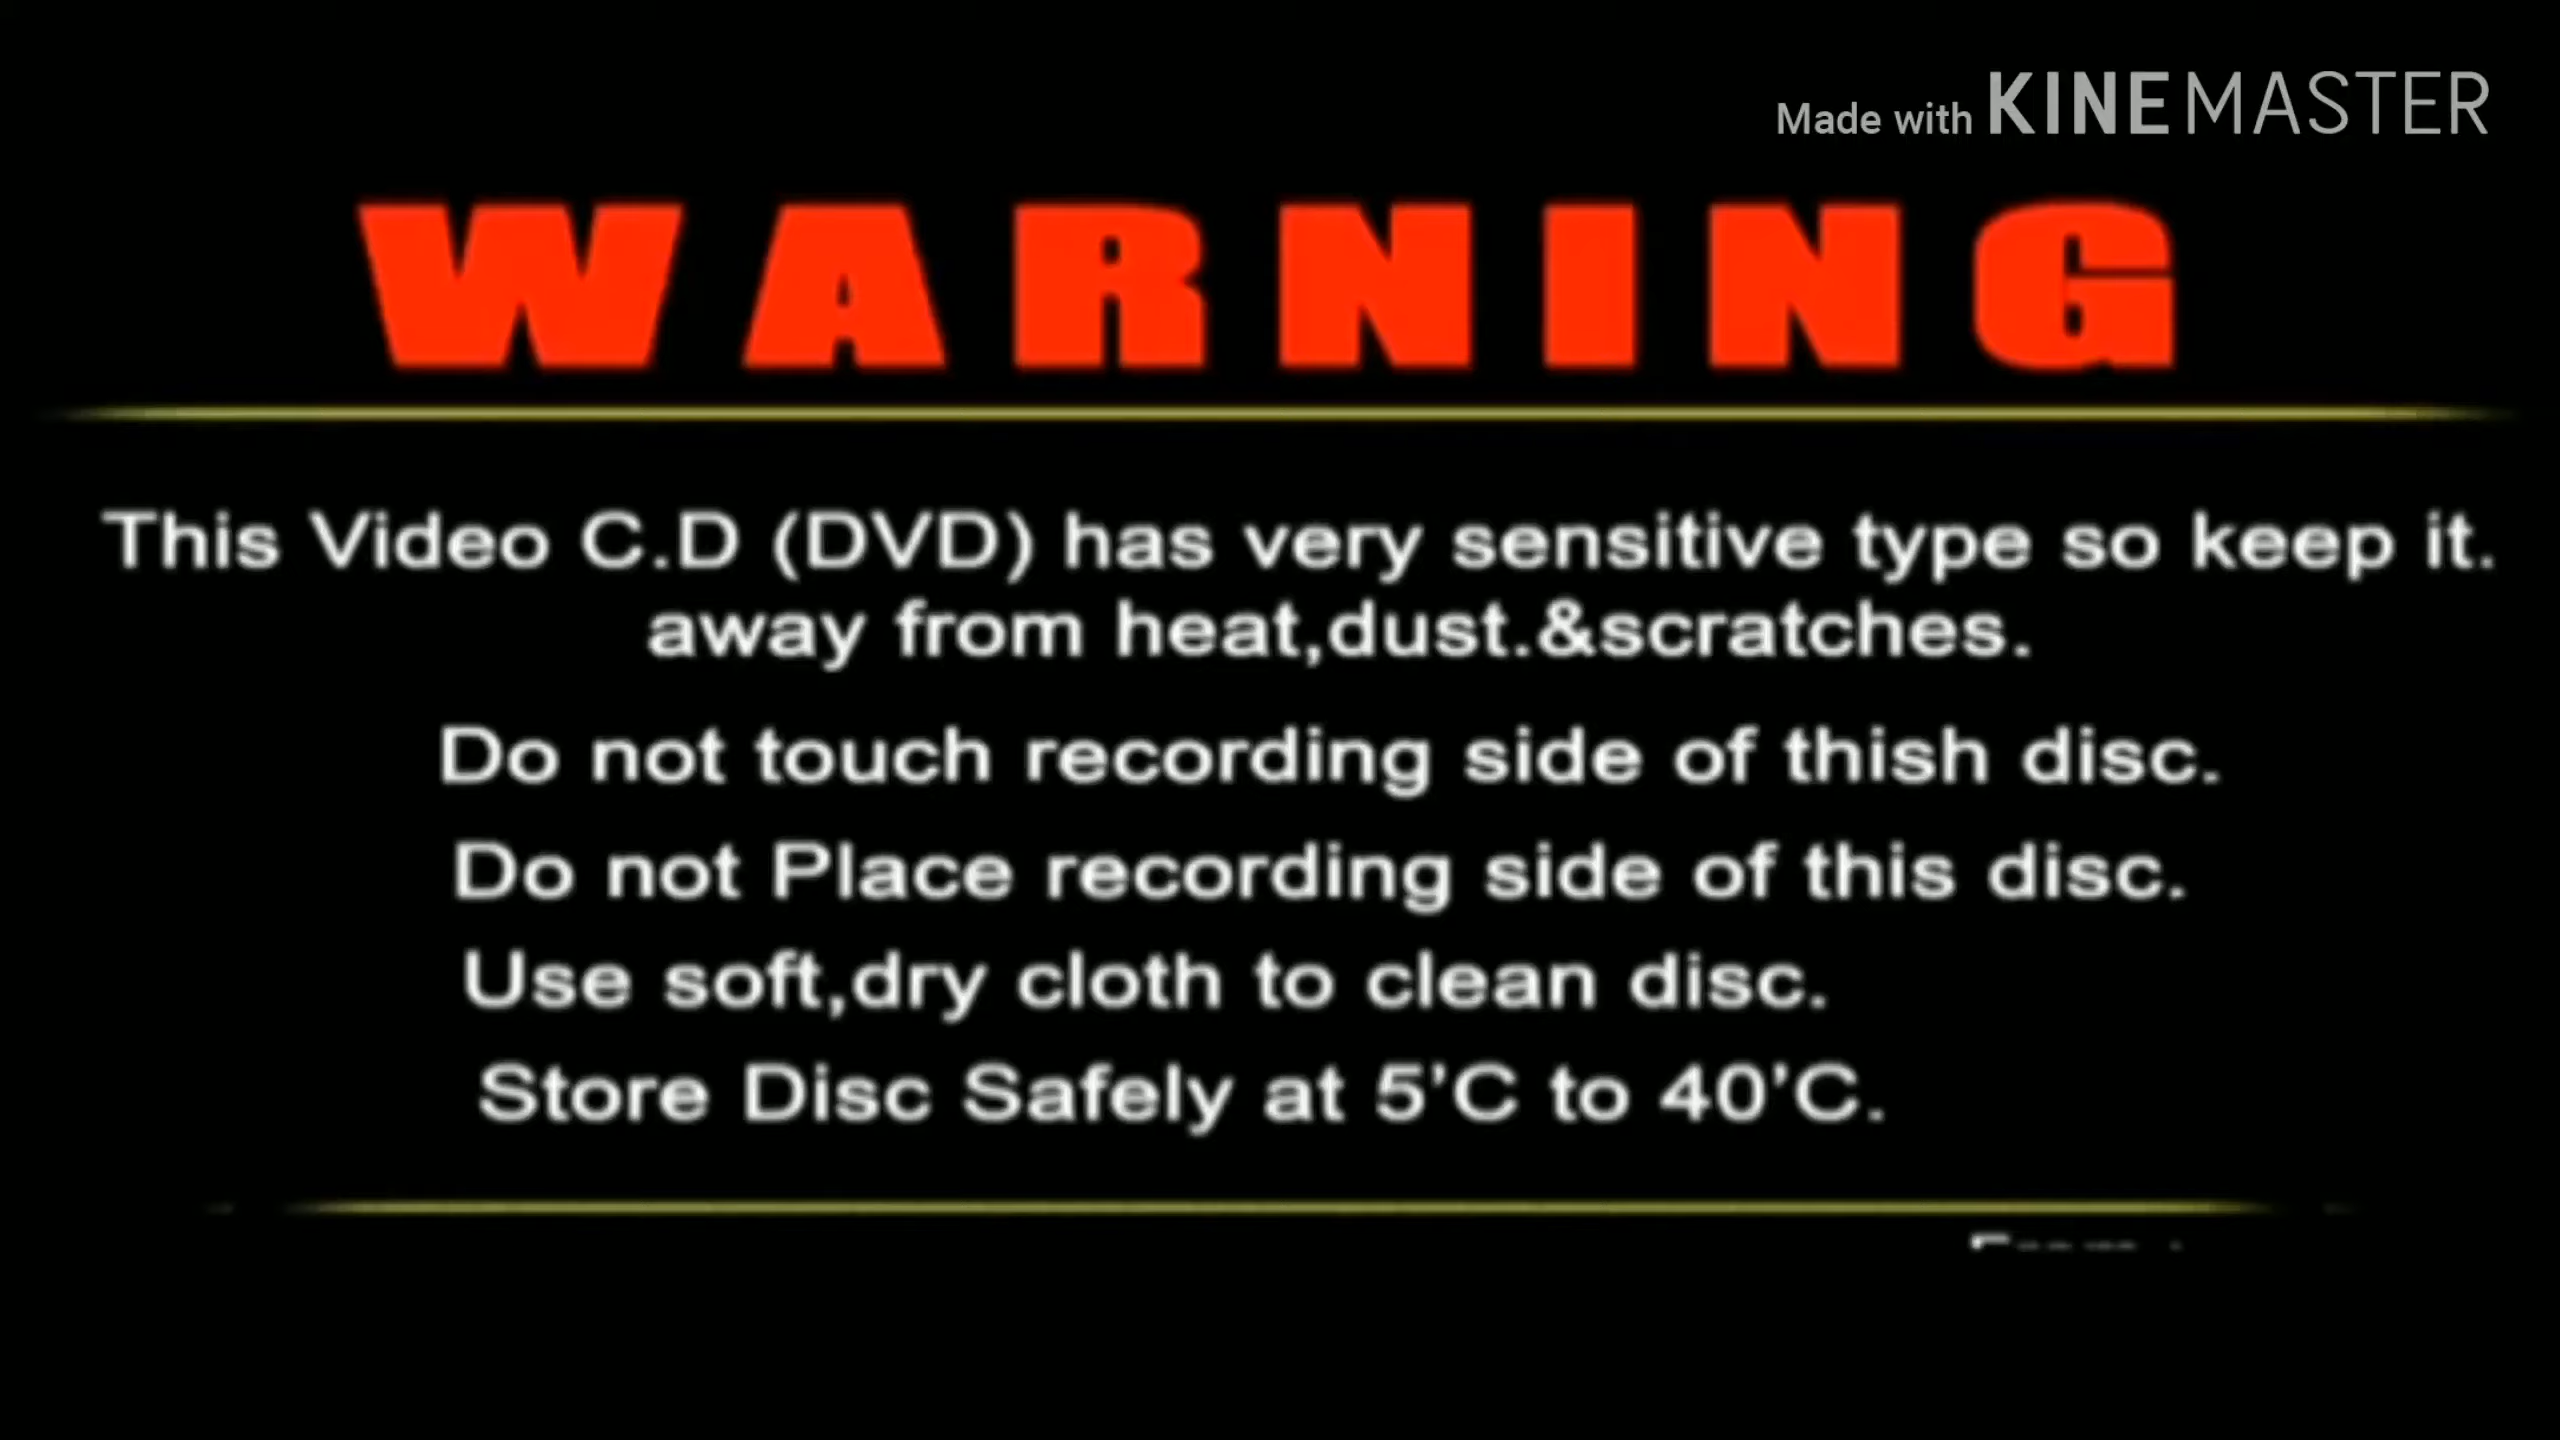 Made with KINEMASTER
WARNING
This Video C.D (DVD) has very sensitive type so keep it.
away from heat,dust.&scratches.
Do not touch recording side of thish disc.
Do not Place recording side of this disc.
Use soft,dry cloth to clean disc.
Store Disc Safely at 5'C to 40'C.